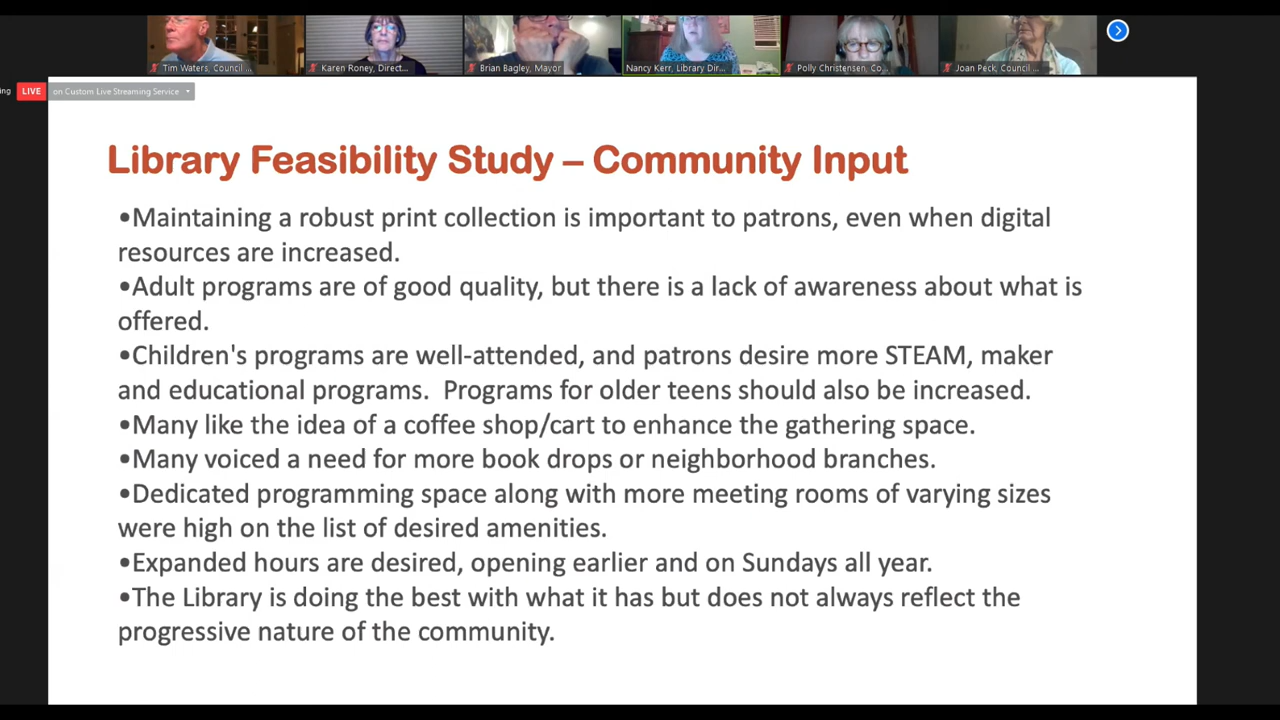 Tim Waters, Council ...
Karen Roney, Direct...
Brian Bagley, Mayor
Nancy Kerr, Library Dir...
Polly Christensen, Co...
Joan Peck, Council ...
ing
LIVE
on Custom Live Streaming Service
Library Feasibility Study – Community Input
•Maintaining a robust print collection is important to patrons, even when digital
resources are increased.
•Adult programs are of good quality, but there is a lack of awareness about what is
offered.
•Children's programs are well-attended, and patrons desire more STEAM, maker
and educational programs.  Programs for older teens should also be increased.
•Many like the idea of a coffee shop/cart to enhance the gathering space.
•Many voiced a need for more book drops or neighborhood branches.
•Dedicated programming space along with more meeting rooms of varying sizes
were high on the list of desired amenities.
•Expanded hours are desired, opening earlier and on Sundays all year.
•The Library is doing the best with what it has but does not always reflect the
progressive nature of the community.